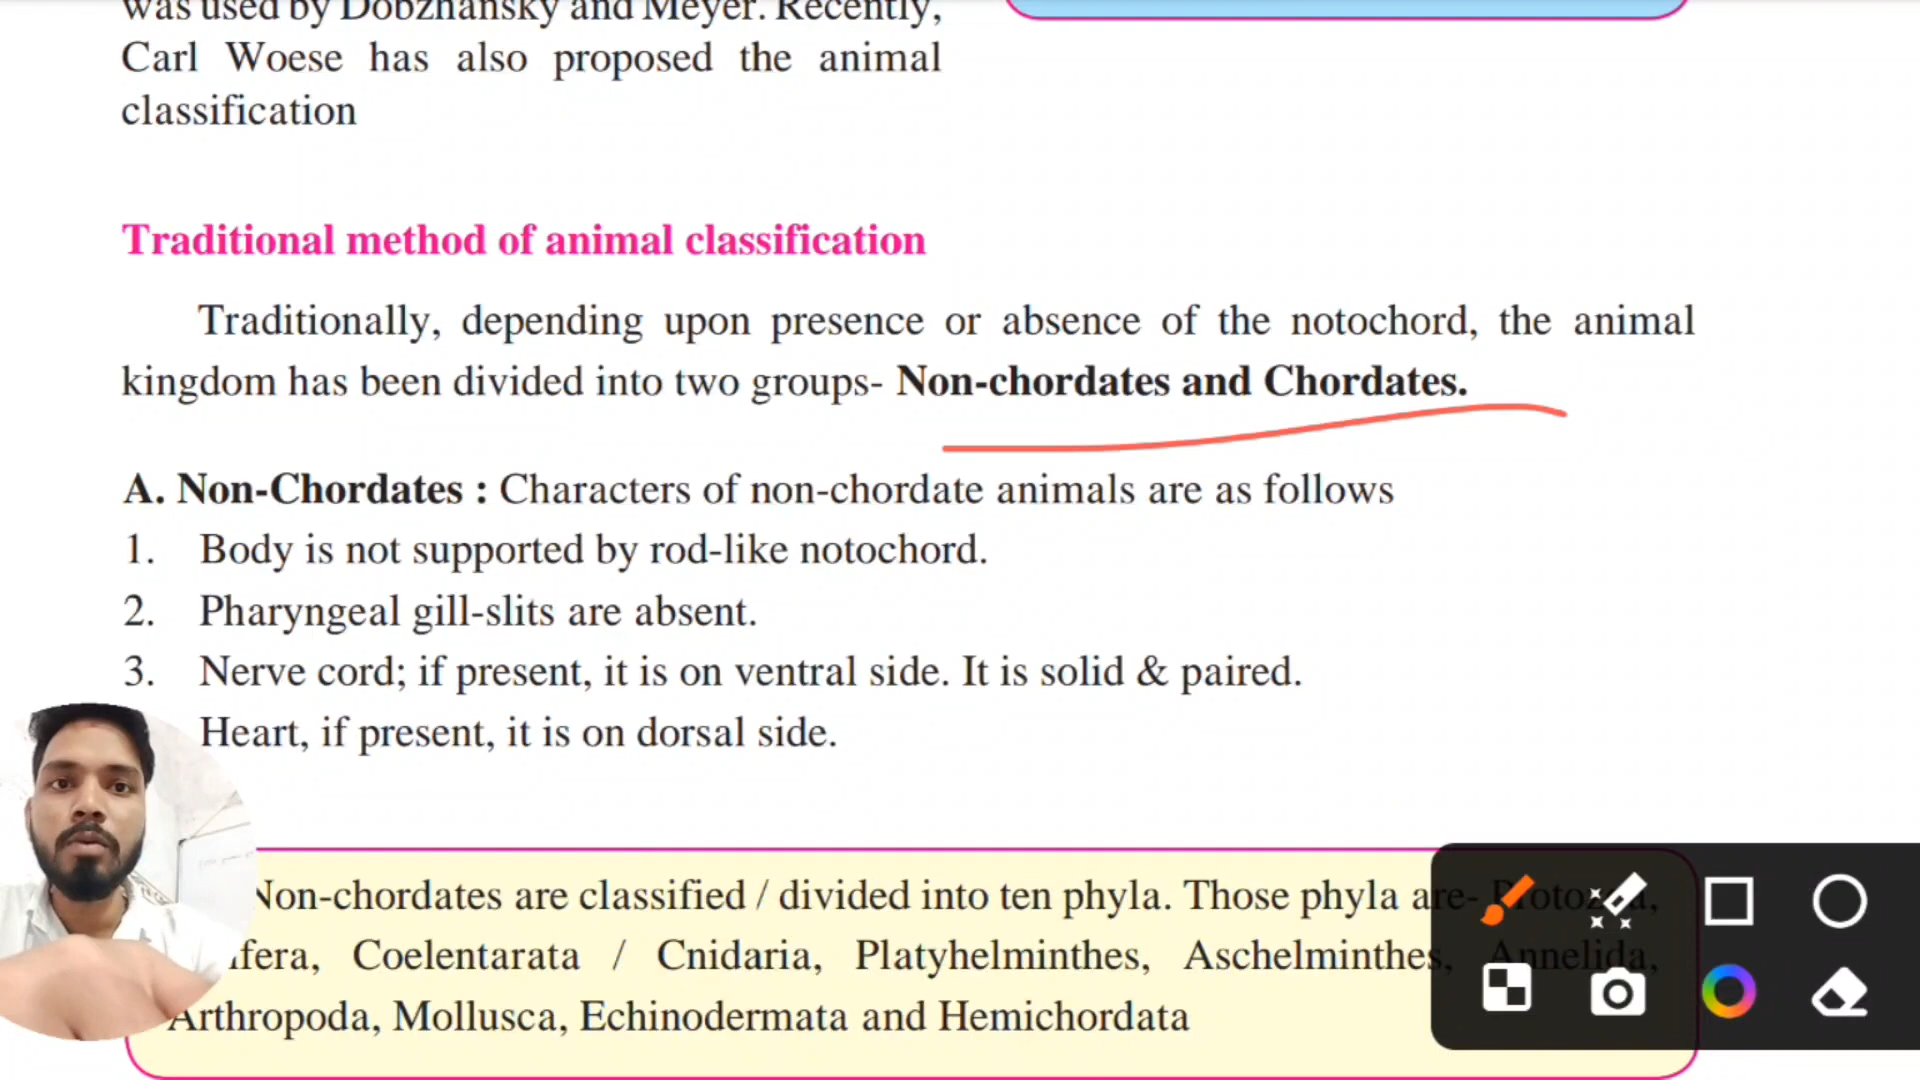 was used by Dobzhansky and Meyer. Recently,
Carl Woese has also proposed the animal
classification
Traditional method of animal classification
Traditionally, depending upon presence or absence of the notochord, the animal
kingdom has been divided into two groups- Non-chordates and Chordates.
A. Non-Chordates : Characters of non-chordate animals are as follows
1. Body is not supported by rod-like notochord.
2. Pharyngeal gill-slits are absent.
3. Nerve cord; if present, it is on ventral side. It is solid & paired.
Heart, if present, it is on dorsal side.
Non-chordates are classified / divided into ten phyla. Those phyla are-
Coelentarata / Cnidaria, Platyhelminthes, Aschelminthes, Annelida,
Arthropoda, Mollusca, Echinodermata and Hemichordata